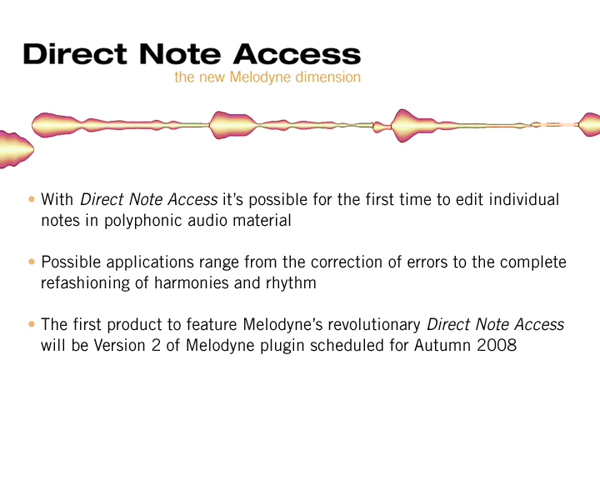 Direct Note Access
the new Melodyne dimension
• With Direct Note Access it's possible for the first time to edit individual
notes in polyphonic audio material
• Possible applications range from the correction of errors to the complete
refashioning of harmonies and rhythm
• The first product to feature Melodyne's revolutionary Direct Note Access
will be Version 2 of Melodyne plugin scheduled for Autumn 2008